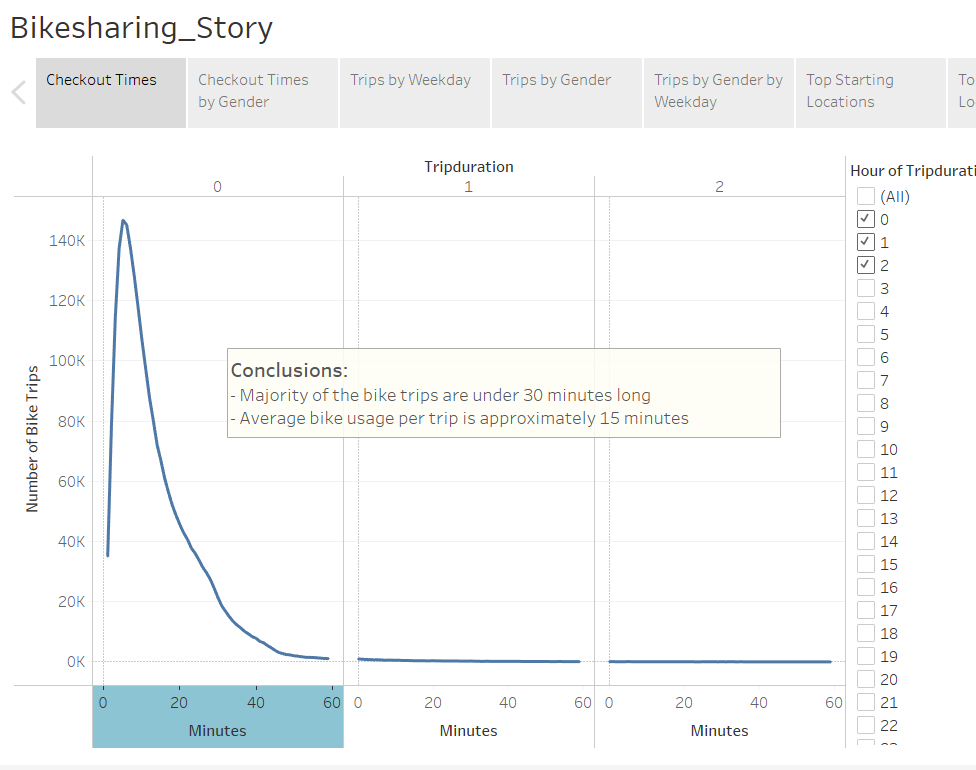 Bikesharing_Story
Checkout Times
Checkout Times
by Gender
Trips by Weekday
Trips by Gender
Trips by Gender by
Weekday
Top Starting
Locations
To
Lo
Tripduration
0 1 2
Number of Bike Trips
140K
120K
100K
80K
60K
40K
20K
0K
Conclusions:
- Majority of the bike trips are under 30 minutes long
- Average bike usage per trip is approximately 15 minutes
0 20 40 60 0 20 40 60 0 20 40 60
Minutes Minutes Minutes
Hour of Tripdurati
(All)
0
1
2
3
4
5
6
7
8
9
10
11
12
13
14
15
16
17
18
19
20
21
22